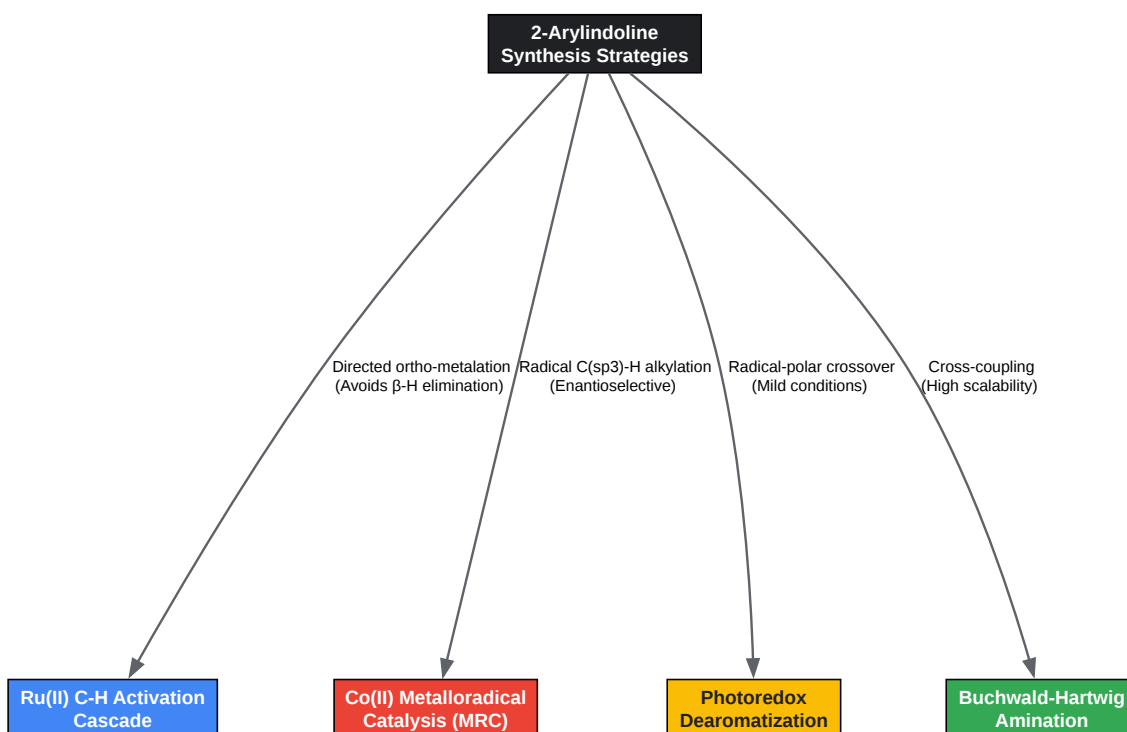 2-Arylindoline
Synthesis Strategies
Directed ortho-metalation
(Avoids β-H elimination)
Radical C(sp3)-H alkylation
(Enantioselective)
Radical-polar crossover
(Mild conditions)
Cross-coupling
(High scalability)
Ru(II) C-H Activation
Cascade
Co(II) Metalloradical
Catalysis (MRC)
Photoredox
Dearomatization
Buchwald-Hartwig
Amination